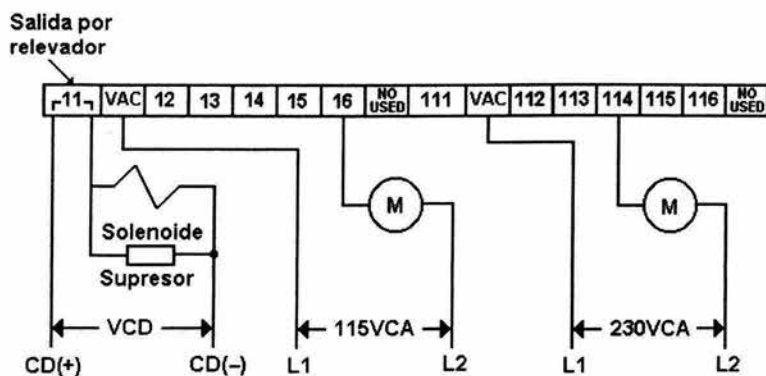 Salida por
relevador
11 VAC 12 13 14 15 16 NO USED 111 VAC 112 113 114 115 116 NO USED
M M
Solenoide
Supresor
VCD 115VCA 230VCA
CD(+) CD(–) L1 L2 L1 L2